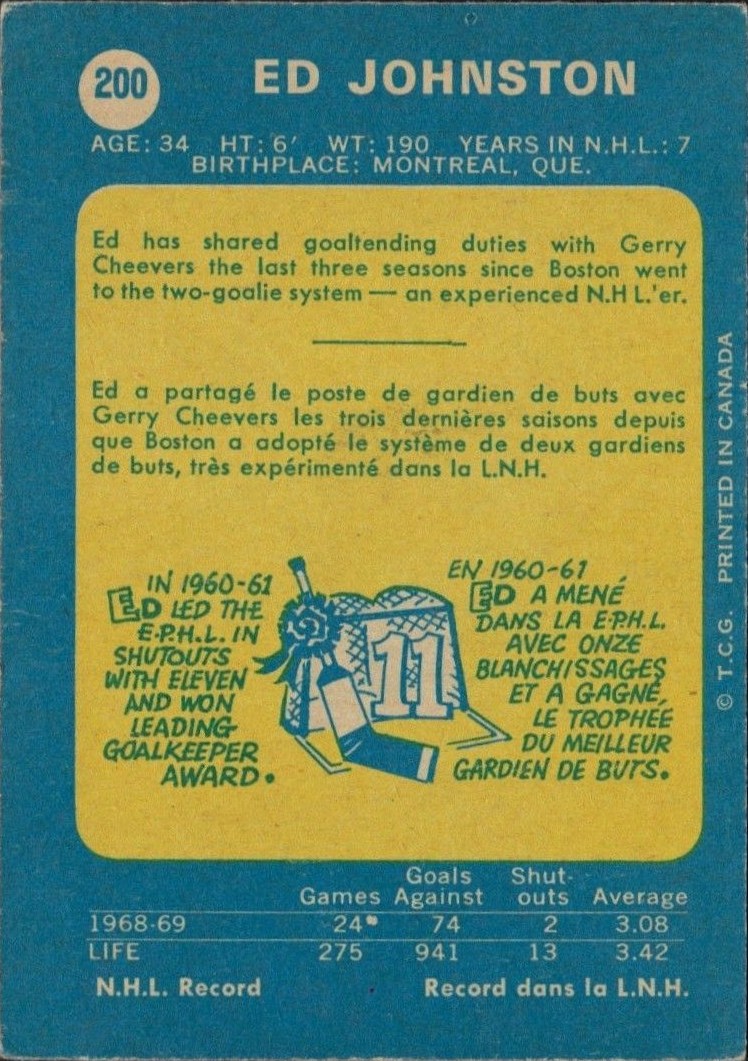 200
ED JOHNSTON
AGE: 34 HT: 6′ WT: 190 YEARS IN N.H.L.: 7
BIRTHPLACE: MONTREAL, QUE.
Ed has shared goaltending duties with Gerry
Cheevers the last three seasons since Boston went
to the two-goalie system — an experienced N.H L.'er.
Ed a partagé le poste de gardien de buts avec
Gerry Cheevers les trois dernières saisons depuis
que Boston a adopté le système de deux gardiens
de buts, très expérimenté dans la L.N.H.
IN 1960-61
ED LED THE
E.P.H.L. IN
SHUTOUTS
WITH ELEVEN
AND WON
LEADING
GOALKEEPER
AWARD.
11
EN 1960-61
ED A MENÉ
DANS LA E.P.H.L.
AVEC ONZE
BLANCHISSAGES
ET A GAGNÉ,
LE TROPHÉE
DU MEILLEUR
GARDIEN DE BUTS.
© T.C.G. PRINTED IN CANADA
Goals Shut-
Games Against outs Average
1968-69 24 74 2 3.08
LIFE 275 941 13 3.42
N.H.L. Record Record dans la L.N.H.